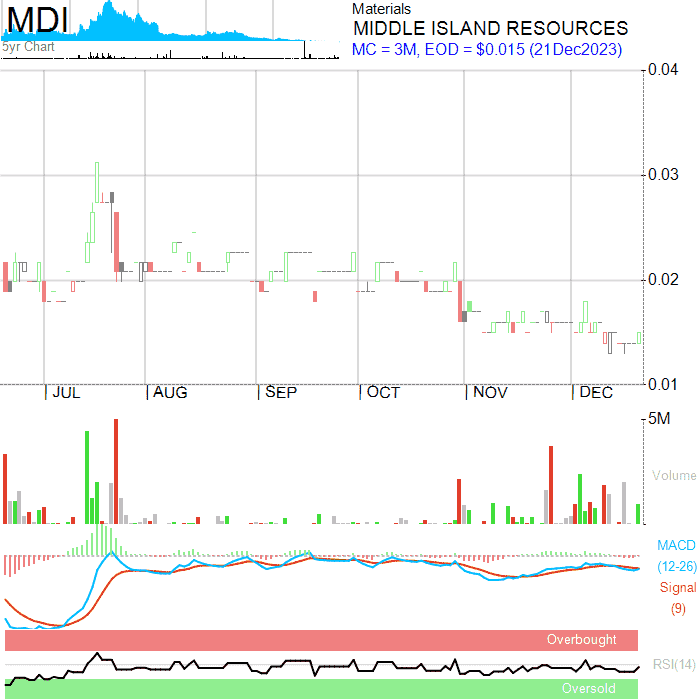 MDI
5yr Chart
Materials
MIDDLE ISLAND RESOURCES
MC = 3M, EOD = $0.015 (21Dec2023)
0.04
0.03
0.02
0.01
JUL AUG SEP OCT NOV DEC
5M
Volume
MACD
(12-26)
Signal
(9)
Overbought
RSI(14)
Oversold